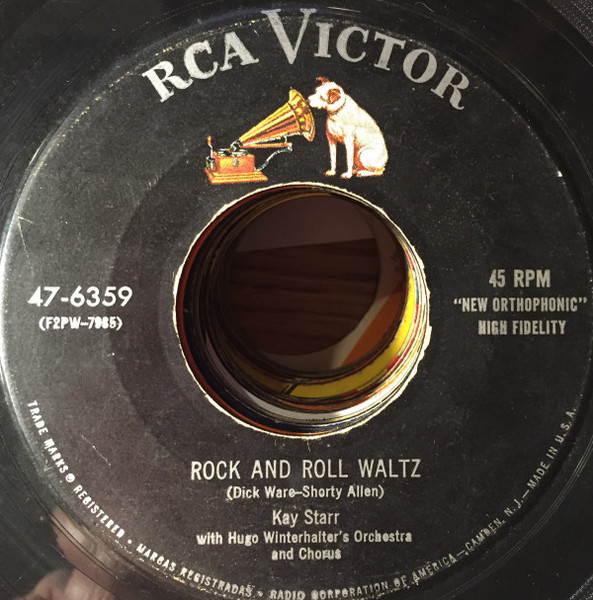 RCA VICTOR
47-6359
(F2PW-7985)
45 RPM
"NEW ORTHOPHONIC"
HIGH FIDELITY
ROCK AND ROLL WALTZ
(Dick Ware-Shorty Allen)
Kay Starr
with Hugo Winterhalter's Orchestra
and Chorus
TRADE MARKS ® REGISTERED • MARCAS REGISTRADAS • RADIO CORPORATION OF AMERICA—CAMDEN, N.J.—MADE IN U.S.A.